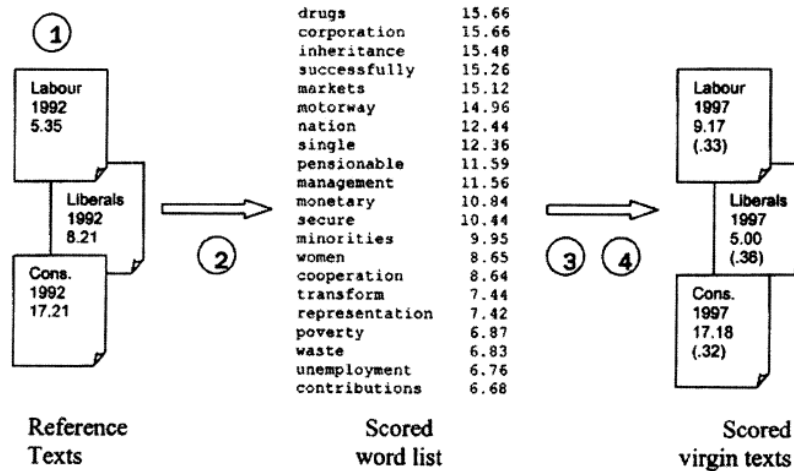 1
Labour
1992
5.35
Liberals
1992
8.21
Cons.
1992
17.21
2
drugs 15.66
corporation 15.66
inheritance 15.48
successfully 15.26
markets 15.12
motorway 14.96
nation 12.44
single 12.36
pensionable 11.59
management 11.56
monetary 10.84
secure 10.44
minorities 9.95
women 8.65
cooperation 8.64
transform 7.44
representation 7.42
poverty 6.87
waste 6.83
unemployment 6.76
contributions 6.68
3 4
Labour
1997
9.17
(.33)
Liberals
1997
5.00
(.36)
Cons.
1997
17.18
(.32)
Reference
Texts
Scored
word list
Scored
virgin texts